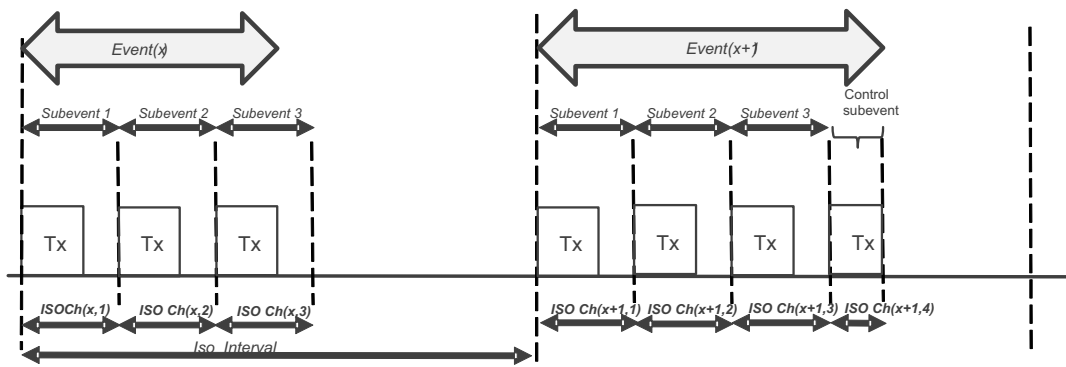 Event(x)
Event(x+1)
Subevent 1 Subevent 2 Subevent 3
Subevent 1 Subevent 2 Subevent 3
Control
subevent
Tx Tx Tx
Tx Tx Tx Tx
ISOCh(x,1) ISO Ch(x,2) ISO Ch(x,3)
ISO Ch(x+1,1) ISO Ch(x+1,2) ISO Ch(x+1,3) ISO Ch(x+1,4)
Iso_Interval